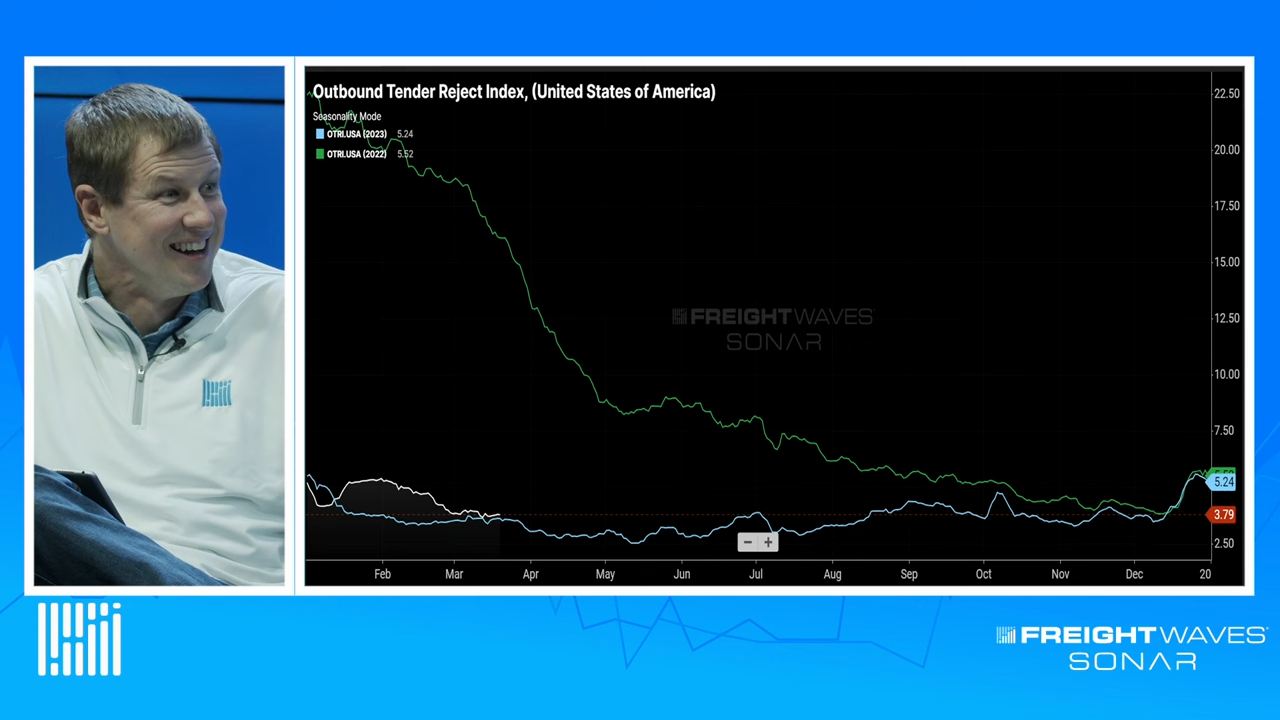 Outbound Tender Reject Index, (United States of America)
Seasonality Mode
OTRI.USA (2023) 5.24
OTRI.USA (2022) 5.52
22.50
20.00
17.50
15.00
12.50
10.00
7.50
5.52
5.24
3.79
2.50
FREIGHTWAVES
SONAR
− +
Feb Mar Apr May Jun Jul Aug Sep Oct Nov Dec 20
FREIGHTWAVES
SONAR